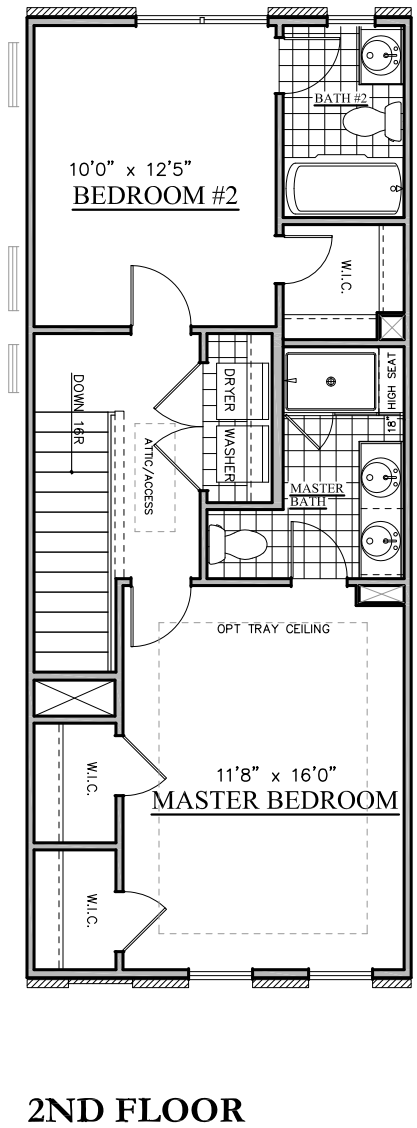 BATH #2
10'0" x 12'5"
BEDROOM #2
W.I.C.
DRYER
WASHER
18" HIGH SEAT
DOWN 16R
ATTIC/ACCESS
MASTER
BATH
OPT TRAY CEILING
11'8" x 16'0"
MASTER BEDROOM
W.I.C.
W.I.C.
2ND FLOOR